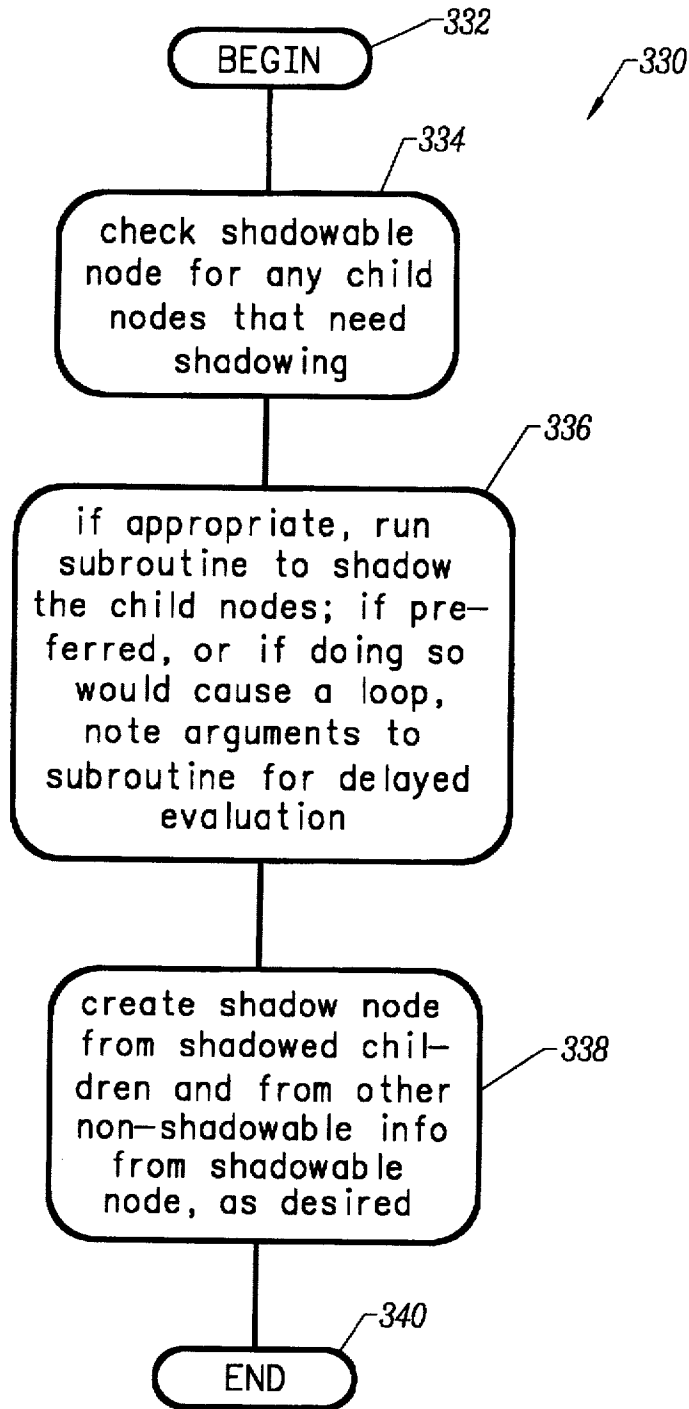 332
BEGIN
330
334
check shadowable
node for any child
nodes that need
shadowing
336
if appropriate, run
subroutine to shadow
the child nodes; if pre-
ferred, or if doing so
would cause a loop,
note arguments to
subroutine for delayed
evaluation
create shadow node
from shadowed chil-
dren and from other
non-shadowable info
from shadowable
node, as desired
338
340
END